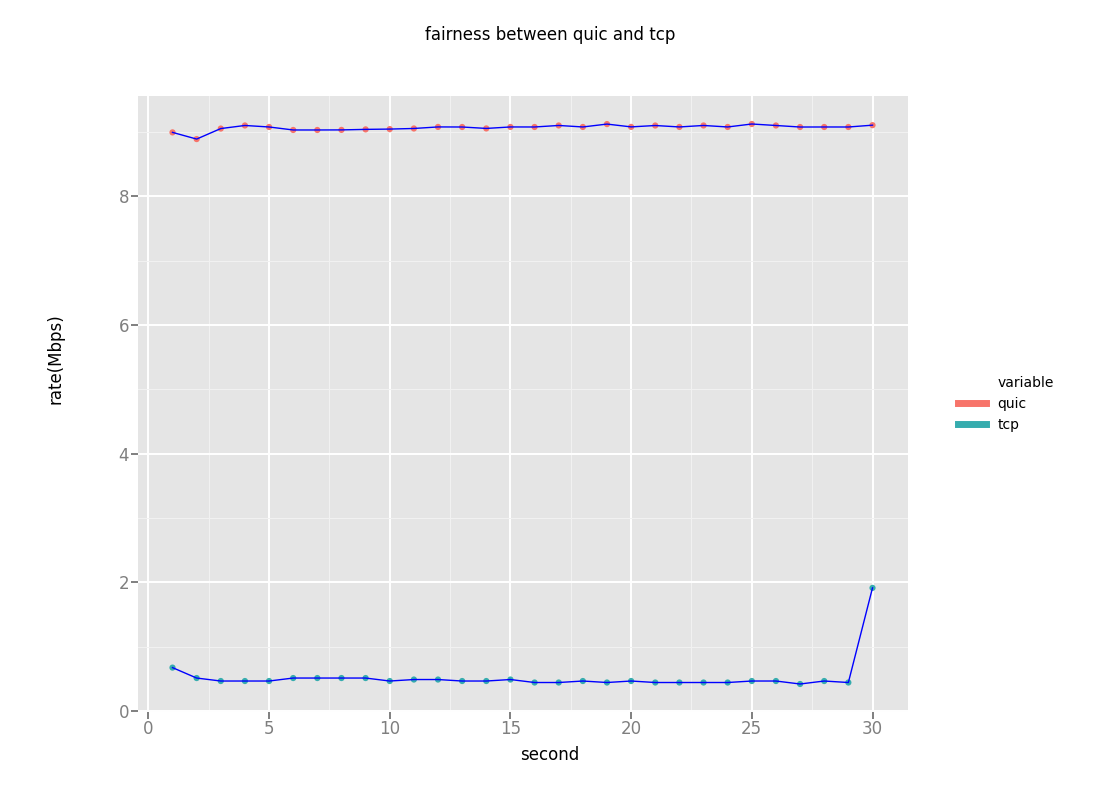 fairness between quic and tcp
rate(Mbps)
8
6
4
2
0
0 5 10 15 20 25 30
second
variable
quic
tcp